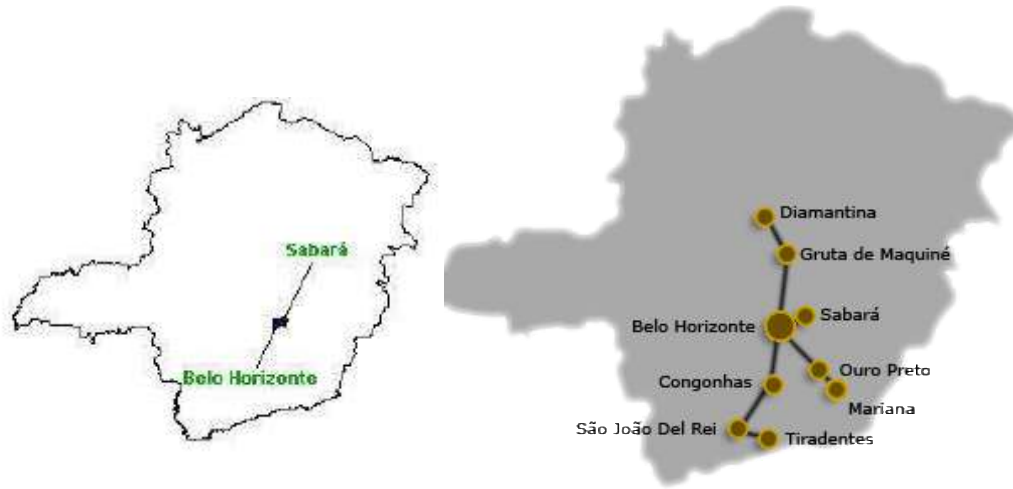 Sabará
Belo Horizonte
Diamantina
Gruta de Maquiné
Sabará
Belo Horizonte
Ouro Preto
Congonhas
Mariana
São João Del Rei
Tiradentes